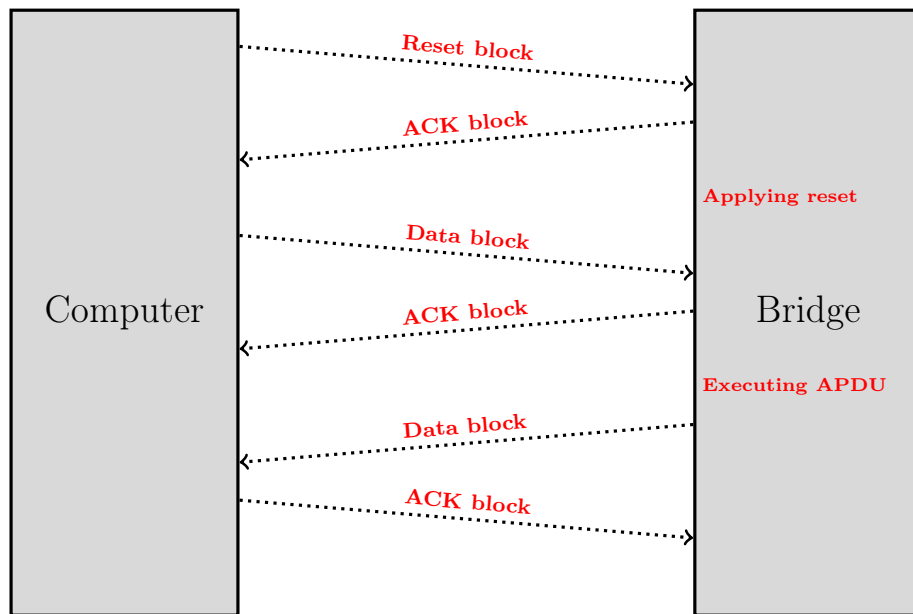 Reset block
ACK block
Applying reset
Data block
Computer
ACK block
Bridge
Executing APDU
Data block
ACK block